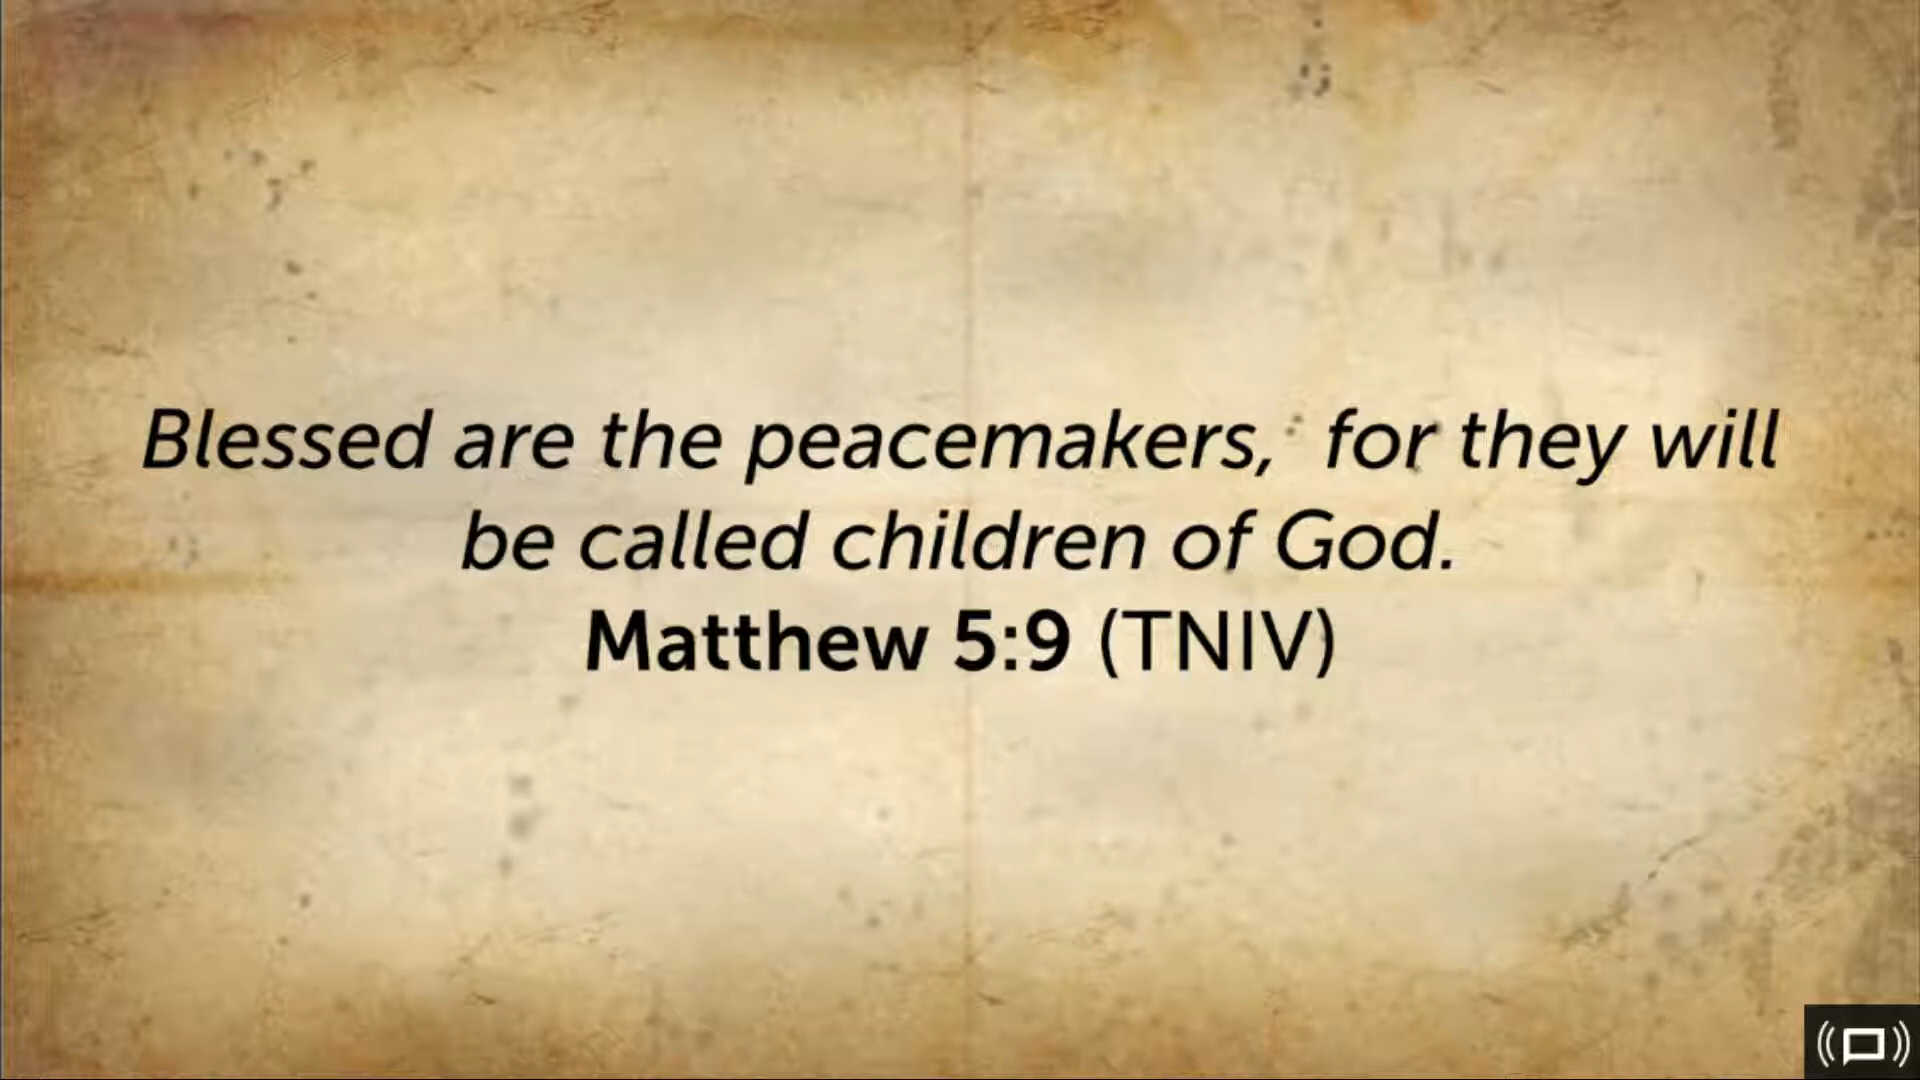 Blessed are the peacemakers, for they will
be called children of God.
Matthew 5:9 (TNIV)